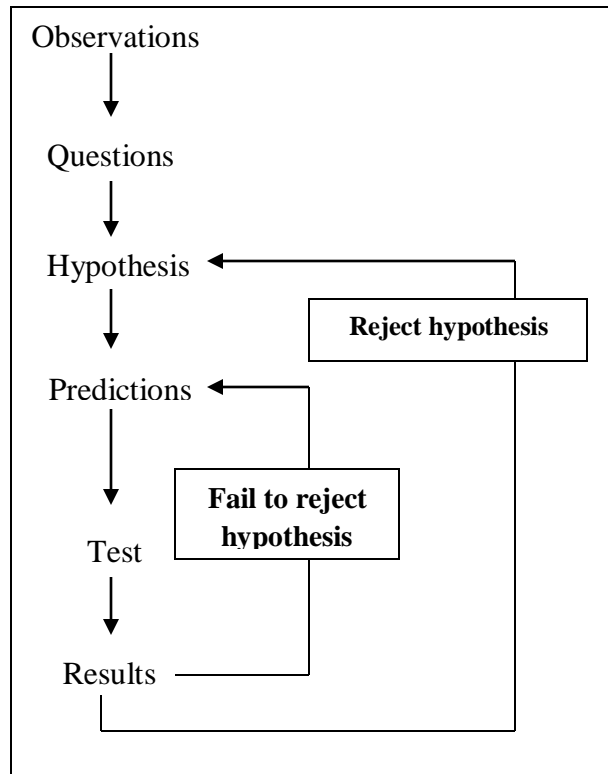 Observations
Questions
Hypothesis
Reject hypothesis
Predictions
Fail to reject
hypothesis
Test
Results